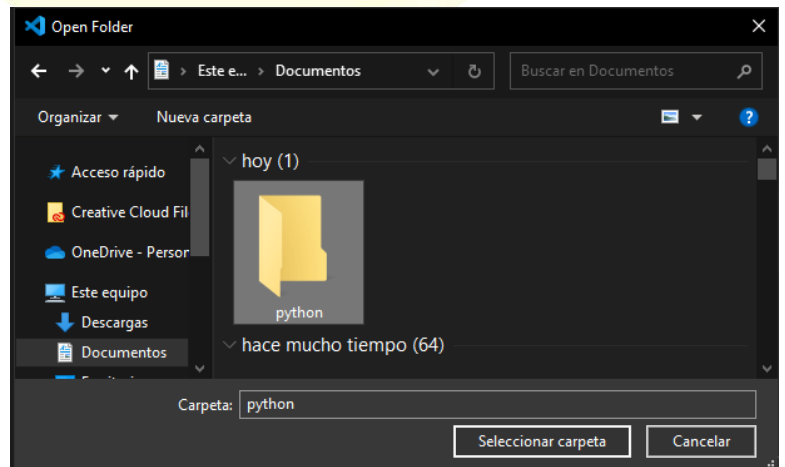 Open Folder
Este e... > Documentos
Buscar en Documentos
Organizar
Nueva carpeta
Acceso rápido
Creative Cloud Fil
OneDrive - Person
Este equipo
Descargas
Documentos
hoy (1)
python
hace mucho tiempo (64)
Carpeta: python
Seleccionar carpeta
Cancelar